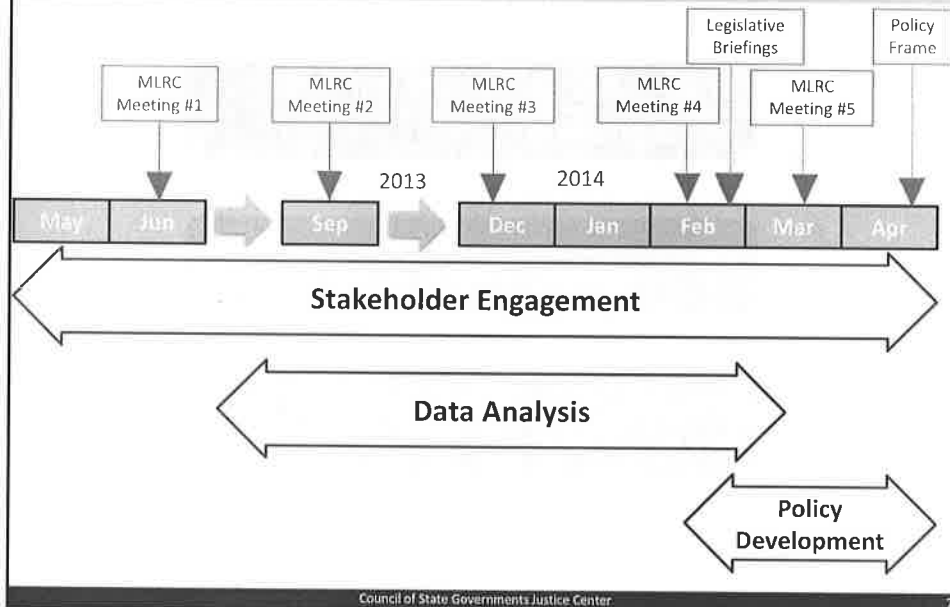 Legislative
Briefings
Policy
Frame
MLRC
Meeting #1
MLRC
Meeting #2
MLRC
Meeting #3
MLRC
Meeting #4
MLRC
Meeting #5
2013
2014
May
Jun
Sep
Dec
Jan
Feb
Mar
Apr
Stakeholder Engagement
Data Analysis
Policy
Development
Council of State Governments Justice Center